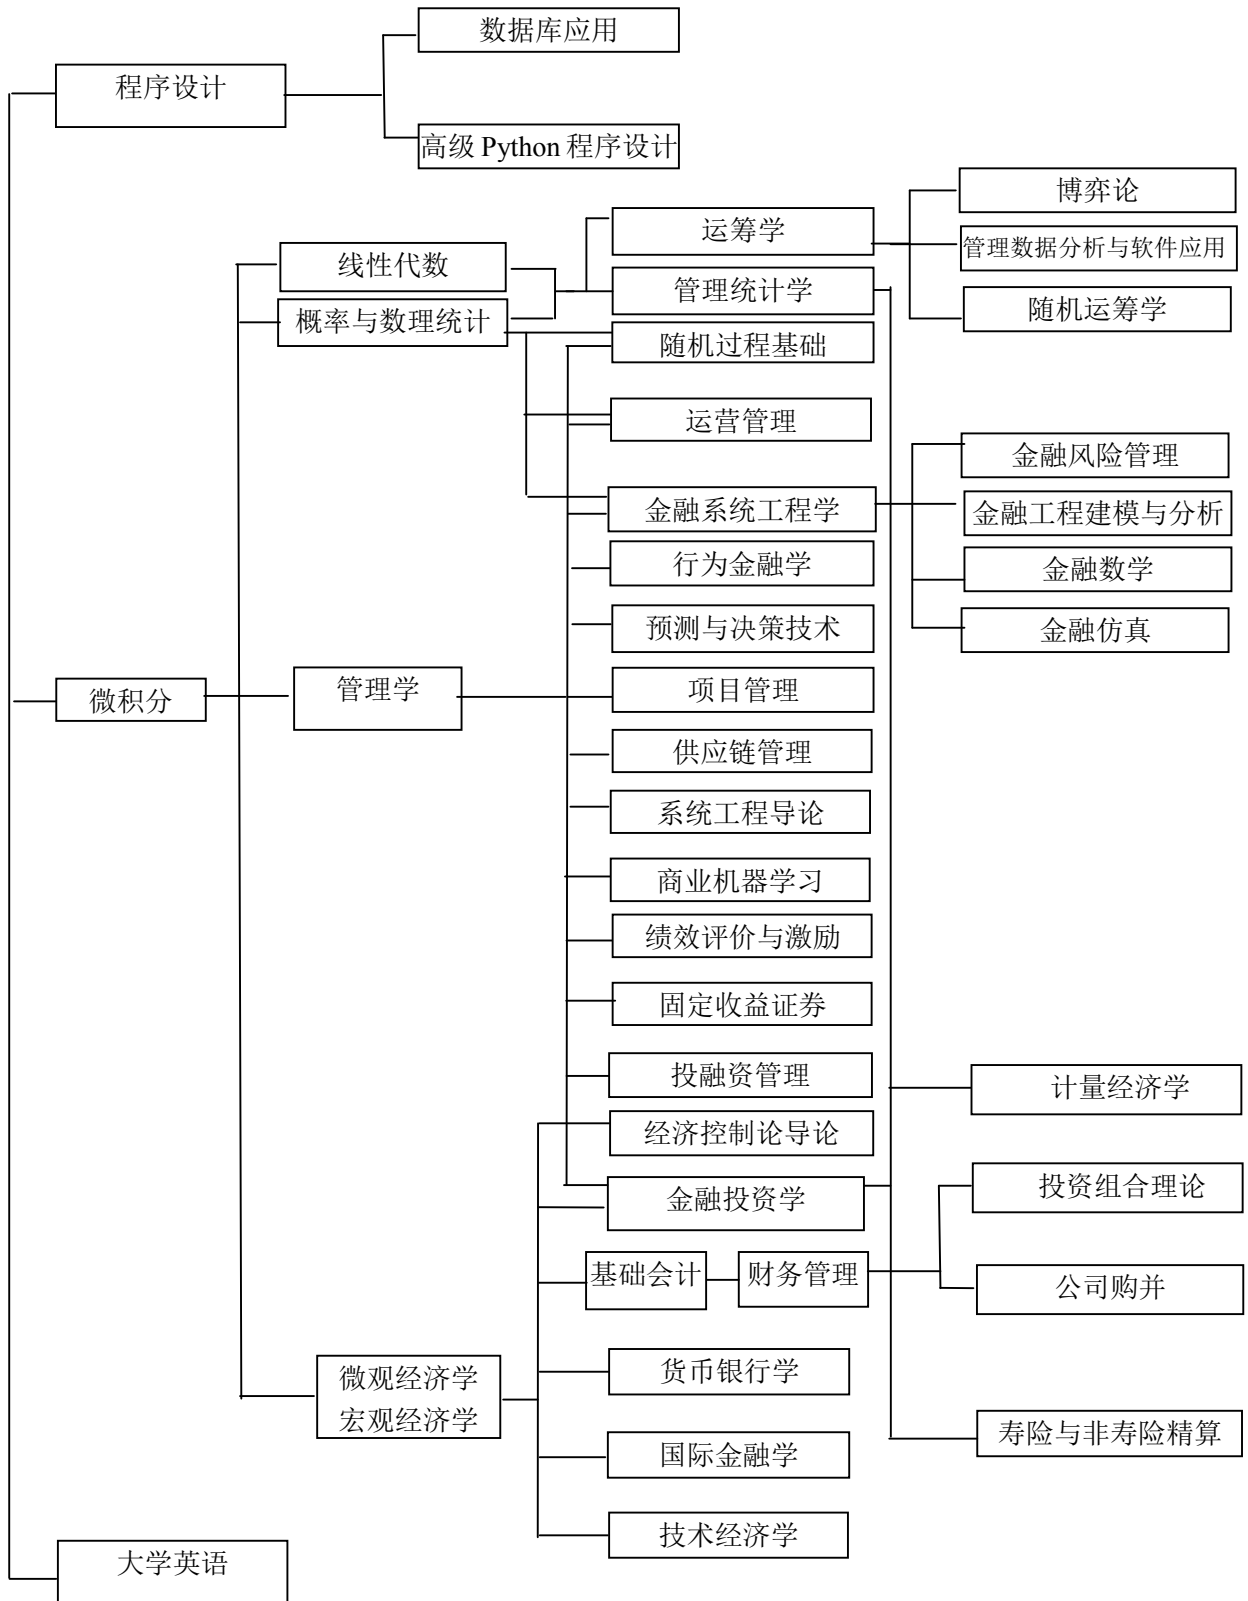 数据库应用
程序设计
高级 Python 程序设计
博弈论
运筹学
管理数据分析与软件应用
线性代数
管理统计学
随机运筹学
概率与数理统计
随机过程基础
运营管理
金融风险管理
金融系统工程学
金融工程建模与分析
行为金融学
金融数学
预测与决策技术
金融仿真
微积分
管理学
项目管理
供应链管理
系统工程导论
商业机器学习
绩效评价与激励
固定收益证券
投融资管理
计量经济学
经济控制论导论
投资组合理论
金融投资学
基础会计
财务管理
公司购并
微观经济学
宏观经济学
货币银行学
寿险与非寿险精算
国际金融学
技术经济学
大学英语